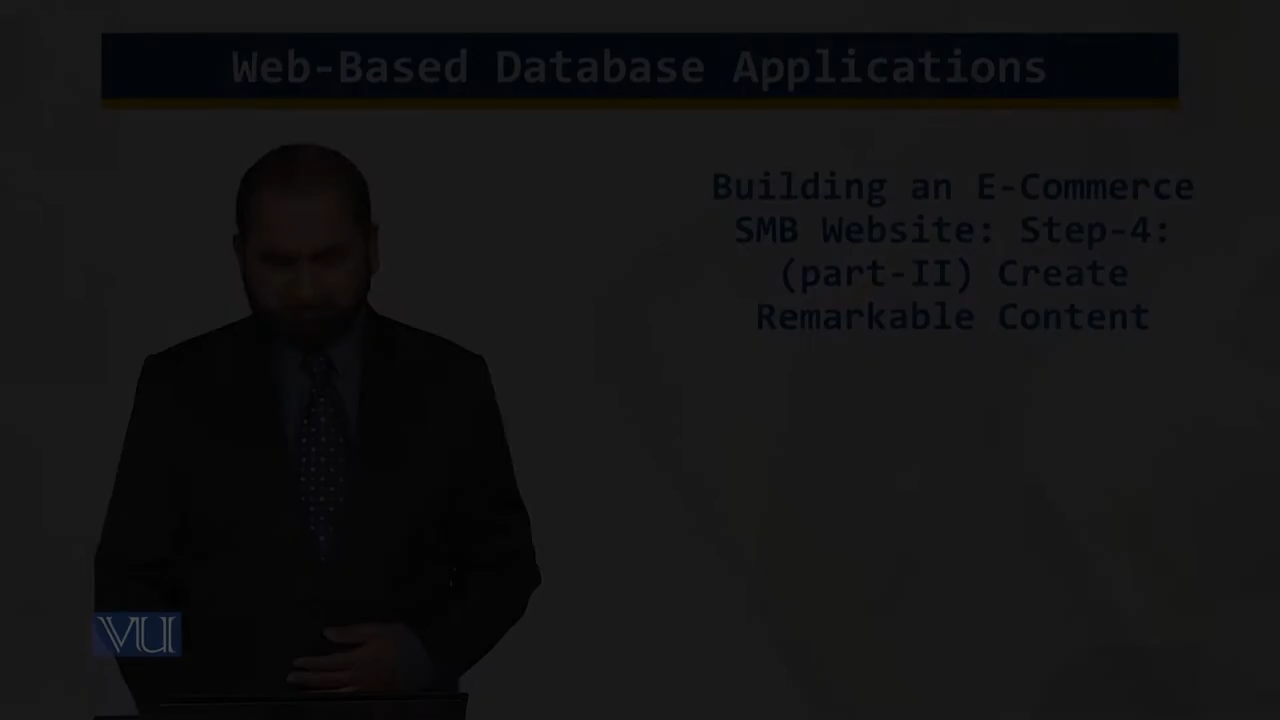 Web-Based Database Applications
Building an E-Commerce
SMB Website: Step-4:
(part-II) Create
Remarkable Content
VU